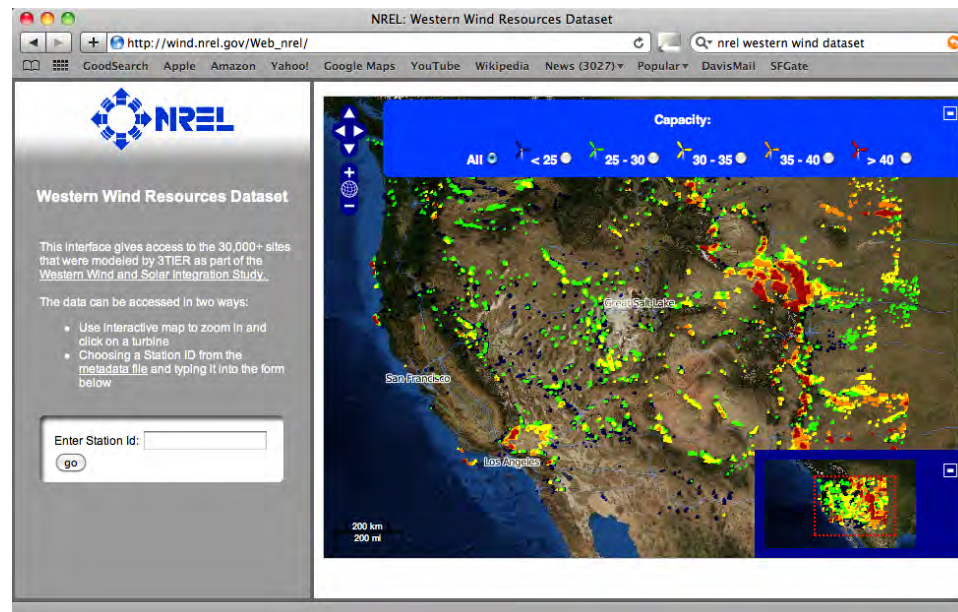 NREL: Western Wind Resources Dataset
http://wind.nrel.gov/Web_nrel/
nrel western wind dataset
GoodSearch Apple Amazon Yahoo! Google Maps YouTube Wikipedia News (3027) Popular DavisMail SFGate
NREL
Western Wind Resources Dataset
This interface gives access to the 30,000+ sites
that were modeled by 3TIER as part of the
Western Wind and Solar Integration Study.
The data can be accessed in two ways:
Use interactive map to zoom in and
click on a turbine
Choosing a Station ID from the
metadata file and typing it into the form
below
Enter Station Id:
go
Capacity:
All < 25 25 - 30 30 - 35 35 - 40 > 40
Great Salt Lake
San Francisco
Los Angeles
200 km
200 mi